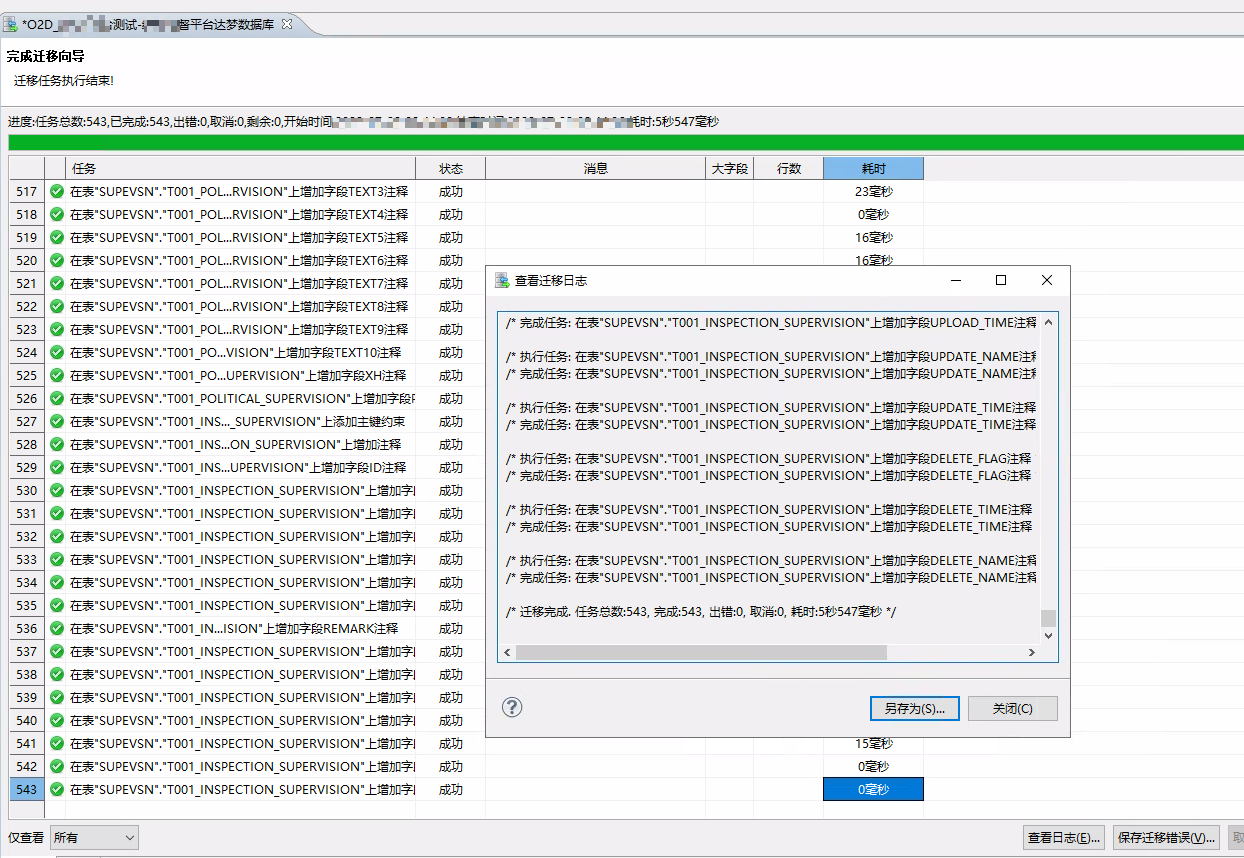 *O2D_测试-督平台达梦数据库
完成迁移向导
迁移任务执行结束!
进度:任务总数:543,已完成:543,出错:0,取消:0,剩余:0,开始时间 耗时:5秒547毫秒
任务 状态 消息 大字段 行数 耗时
517 在表"SUPEVSN"."T001_POL...RVISION"上增加字段TEXT3注释 成功 23毫秒
518 在表"SUPEVSN"."T001_POL...RVISION"上增加字段TEXT4注释 成功 0毫秒
519 在表"SUPEVSN"."T001_POL...RVISION"上增加字段TEXT5注释 成功 16毫秒
520 在表"SUPEVSN"."T001_POL...RVISION"上增加字段TEXT6注释 成功 16毫秒
521 在表"SUPEVSN"."T001_POL...RVISION"上增加字段TEXT7注释 成功
522 在表"SUPEVSN"."T001_POL...RVISION"上增加字段TEXT8注释 成功
523 在表"SUPEVSN"."T001_POL...RVISION"上增加字段TEXT9注释 成功
524 在表"SUPEVSN"."T001_PO...VISION"上增加字段TEXT10注释 成功
525 在表"SUPEVSN"."T001_PO...UPERVISION"上增加字段XH注释 成功
526 在表"SUPEVSN"."T001_POLITICAL_SUPERVISION"上增加字段 成功
527 在表"SUPEVSN"."T001_INS..._SUPERVISION"上添加主键约束 成功
528 在表"SUPEVSN"."T001_INS...ON_SUPERVISION"上增加注释 成功
529 在表"SUPEVSN"."T001_INS...UPERVISION"上增加字段ID注释 成功
530 在表"SUPEVSN"."T001_INSPECTION_SUPERVISION"上增加字 成功
531 在表"SUPEVSN"."T001_INSPECTION_SUPERVISION"上增加字 成功
532 在表"SUPEVSN"."T001_INSPECTION_SUPERVISION"上增加字 成功
533 在表"SUPEVSN"."T001_INSPECTION_SUPERVISION"上增加字 成功
534 在表"SUPEVSN"."T001_INSPECTION_SUPERVISION"上增加字 成功
535 在表"SUPEVSN"."T001_INSPECTION_SUPERVISION"上增加字 成功
536 在表"SUPEVSN"."T001_IN...ISION"上增加字段REMARK注释 成功
537 在表"SUPEVSN"."T001_INSPECTION_SUPERVISION"上增加字 成功
538 在表"SUPEVSN"."T001_INSPECTION_SUPERVISION"上增加字 成功
539 在表"SUPEVSN"."T001_INSPECTION_SUPERVISION"上增加字 成功
540 在表"SUPEVSN"."T001_INSPECTION_SUPERVISION"上增加字 成功
541 在表"SUPEVSN"."T001_INSPECTION_SUPERVISION"上增加字 成功 15毫秒
542 在表"SUPEVSN"."T001_INSPECTION_SUPERVISION"上增加字 成功 0毫秒
543 在表"SUPEVSN"."T001_INSPECTION_SUPERVISION"上增加字 成功 0毫秒
查看迁移日志
/* 完成任务: 在表"SUPEVSN"."T001_INSPECTION_SUPERVISION"上增加字段UPLOAD_TIME注释
/* 执行任务: 在表"SUPEVSN"."T001_INSPECTION_SUPERVISION"上增加字段UPDATE_NAME注释
/* 完成任务: 在表"SUPEVSN"."T001_INSPECTION_SUPERVISION"上增加字段UPDATE_NAME注释
/* 执行任务: 在表"SUPEVSN"."T001_INSPECTION_SUPERVISION"上增加字段UPDATE_TIME注释
/* 完成任务: 在表"SUPEVSN"."T001_INSPECTION_SUPERVISION"上增加字段UPDATE_TIME注释
/* 执行任务: 在表"SUPEVSN"."T001_INSPECTION_SUPERVISION"上增加字段DELETE_FLAG注释
/* 完成任务: 在表"SUPEVSN"."T001_INSPECTION_SUPERVISION"上增加字段DELETE_FLAG注释
/* 执行任务: 在表"SUPEVSN"."T001_INSPECTION_SUPERVISION"上增加字段DELETE_TIME注释
/* 完成任务: 在表"SUPEVSN"."T001_INSPECTION_SUPERVISION"上增加字段DELETE_TIME注释
/* 执行任务: 在表"SUPEVSN"."T001_INSPECTION_SUPERVISION"上增加字段DELETE_NAME注释
/* 完成任务: 在表"SUPEVSN"."T001_INSPECTION_SUPERVISION"上增加字段DELETE_NAME注释
/* 迁移完成. 任务总数:543, 完成:543, 出错:0, 取消:0, 耗时:5秒547毫秒 */
另存为(S)... 关闭(C)
仅查看 所有 查看日志(E)... 保存迁移错误(V)... 取